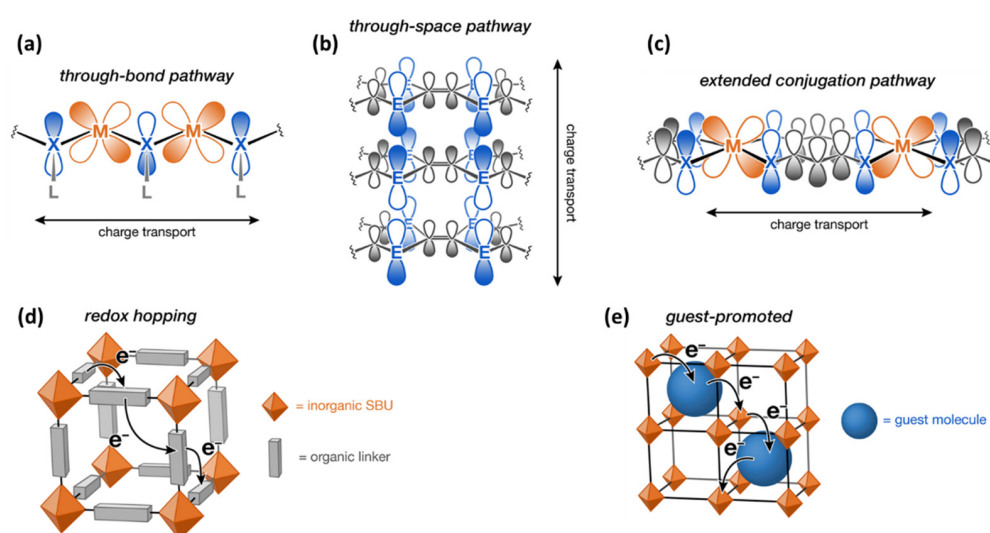 (a)
through-bond pathway
X M X M X
L L L
charge transport
(b)
through-space pathway
E E
E E
E E
E E
charge transport
(c)
extended conjugation pathway
X M X X M X
charge transport
(d)
redox hopping
e⁻
e⁻
e⁻
= inorganic SBU
= organic linker
(e)
guest-promoted
e⁻
e⁻
e⁻
e⁻
= guest molecule